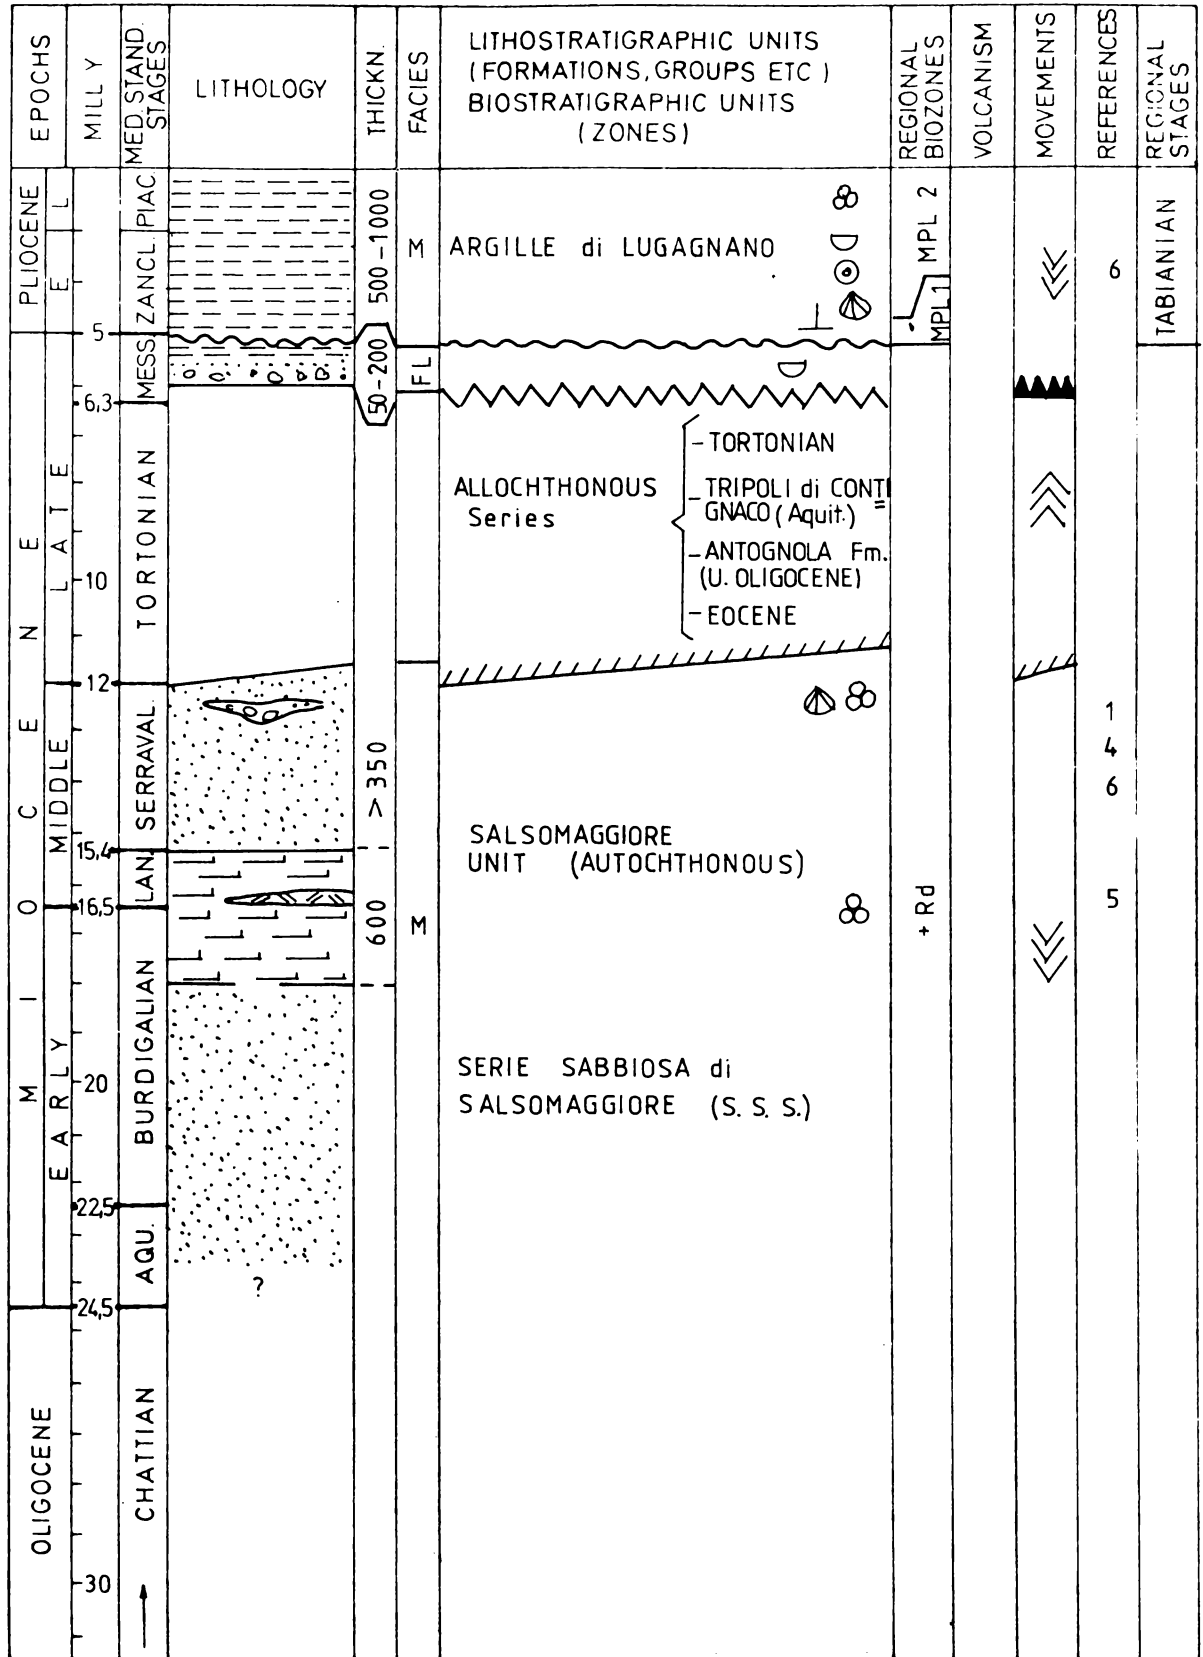 EPOCHS
MILL Y
MED. STAND.
STAGES
LITHOLOGY
THICKN.
FACIES
LITHOSTRATIGRAPHIC UNITS
(FORMATIONS, GROUPS ETC)
BIOSTRATIGRAPHIC UNITS
(ZONES)
REGIONAL
BIOZONES
VOLCANISM
MOVEMENTS
REFERENCES
REGIONAL
STAGES
PLIOCENE
E L
PIAC.
ZANCL.
500-1000
M
ARGILLE di LUGAGNANO
MPL 2
MPL 1
6
TABIANIAN
5
MIOCENE
LATE
MESS.
50-200
FL
6,3
TORTONIAN
10
ALLOCHTHONOUS
Series
- TORTONIAN
- TRIPOLI di CONTI
GNACO (Aquit.) =
- ANTOGNOLA Fm.
(U. OLIGOCENE)
- EOCENE
12
MIDDLE
SERRAVAL.
> 350
1
4
6
15,4
LAN.
SALSOMAGGIORE
UNIT (AUTOCHTHONOUS)
16,5
600
M
+ Rd
5
EARLY
BURDIGALIAN
20
SERIE SABBIOSA di
SALSOMAGGIORE (S. S. S.)
22,5
AQU.
?
24,5
OLIGOCENE
CHATTIAN
30